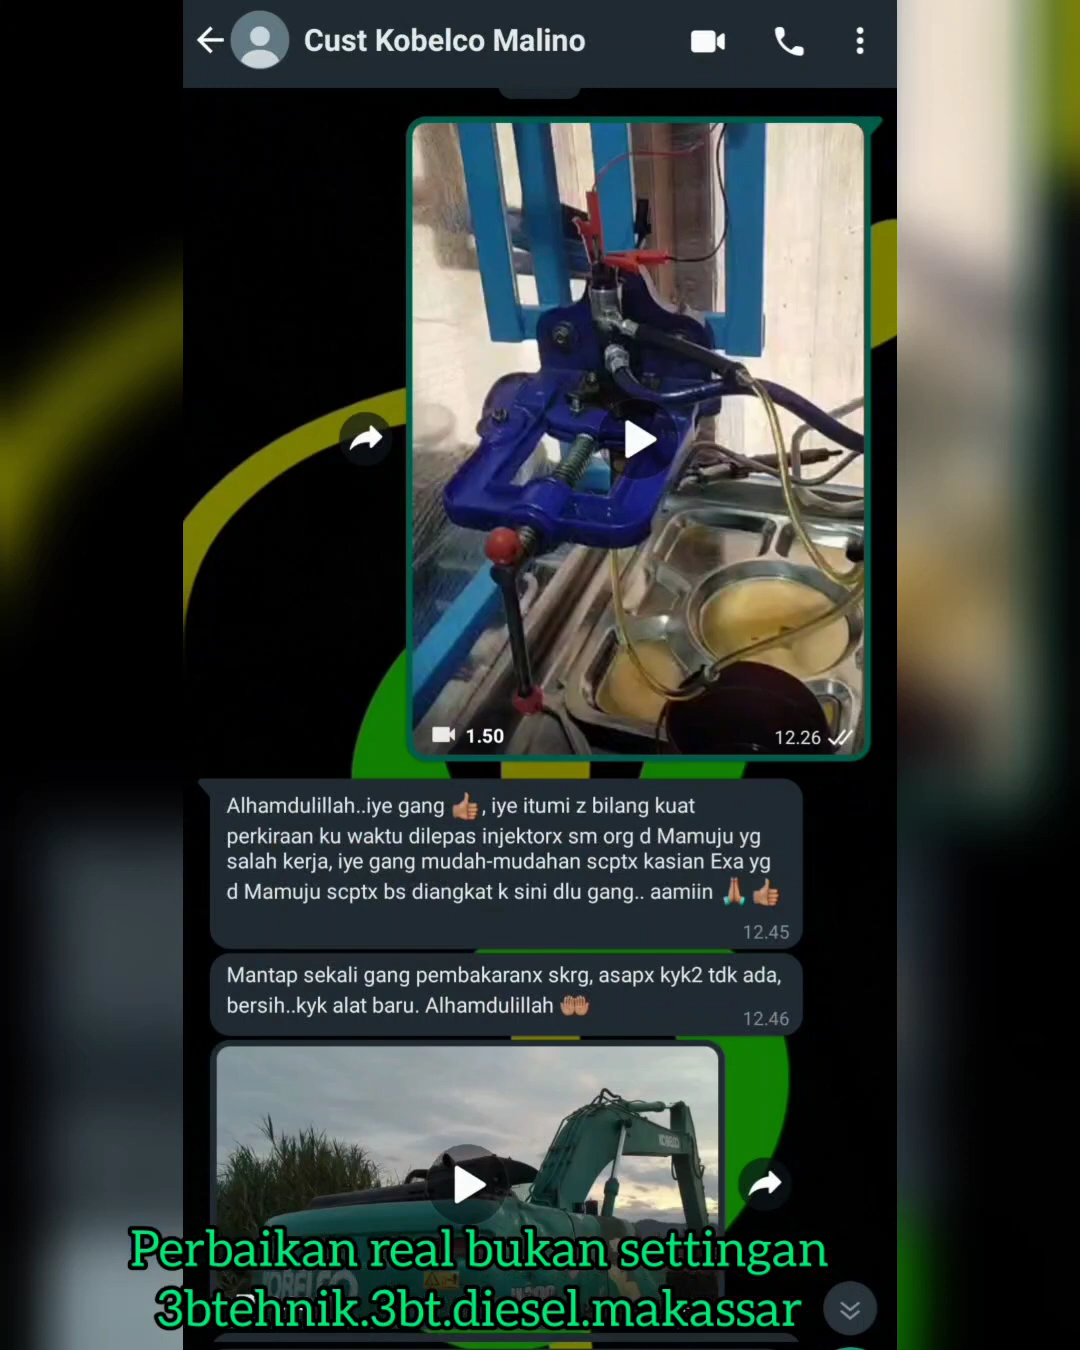 Cust Kobelco Malino
1.50
12.26
Alhamdulillah..iye gang 👍🏽, iye itumi z bilang kuat
perkiraan ku waktu dilepas injektorx sm org d Mamuju yg
salah kerja, iye gang mudah-mudahan scptx kasian Exa yg
d Mamuju scptx bs diangkat k sini dlu gang.. aamiin 🙏🏽👍🏽
12.45
Mantap sekali gang pembakaranx skrg, asapx kyk2 tdk ada,
bersih..kyk alat baru. Alhamdulillah 🤲🏽
12.46
KOBELCO
Perbaikan real bukan settingan
KOBELCO
3btehnik.3bt.diesel.makassar